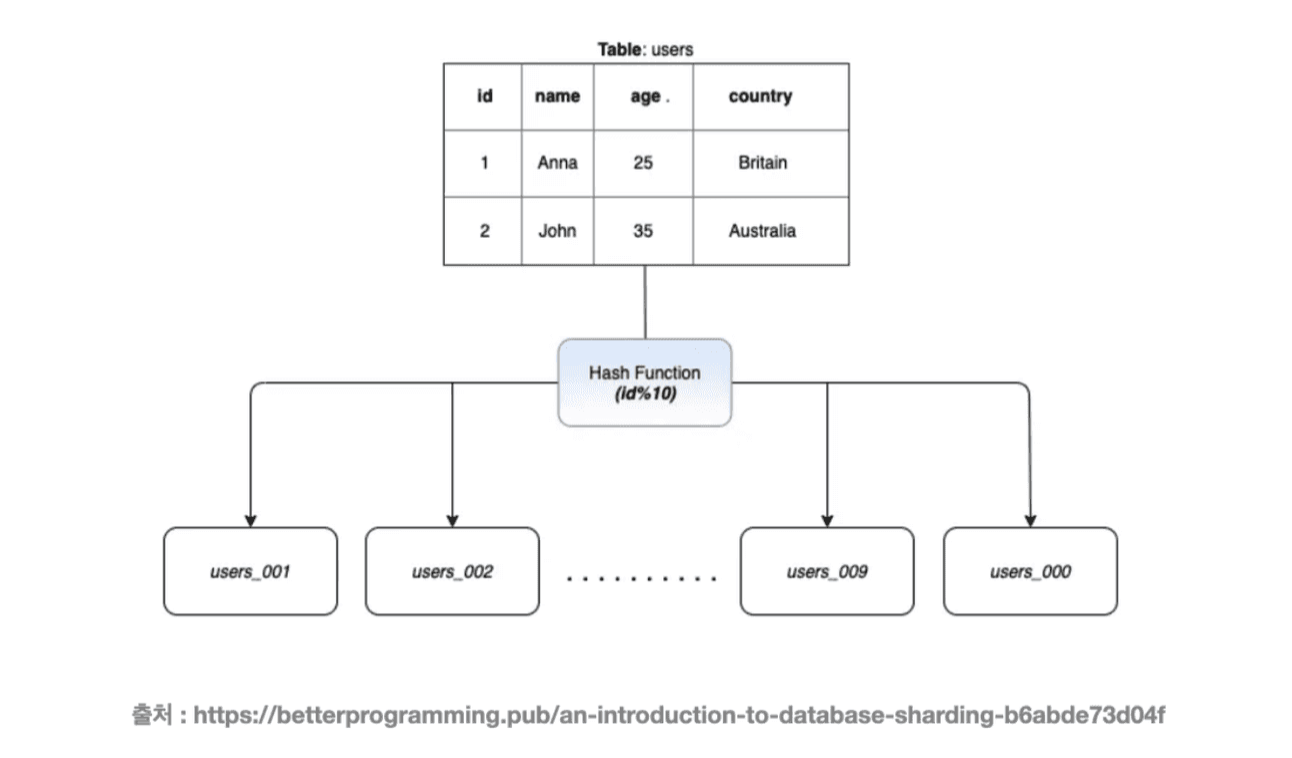 Table: users
id name age . country
1 Anna 25 Britain
2 John 35 Australia
Hash Function
(id%10)
users_001 users_002 . . . . . . . . . . users_009 users_000
출처 : https://betterprogramming.pub/an-introduction-to-database-sharding-b6abde73d04f